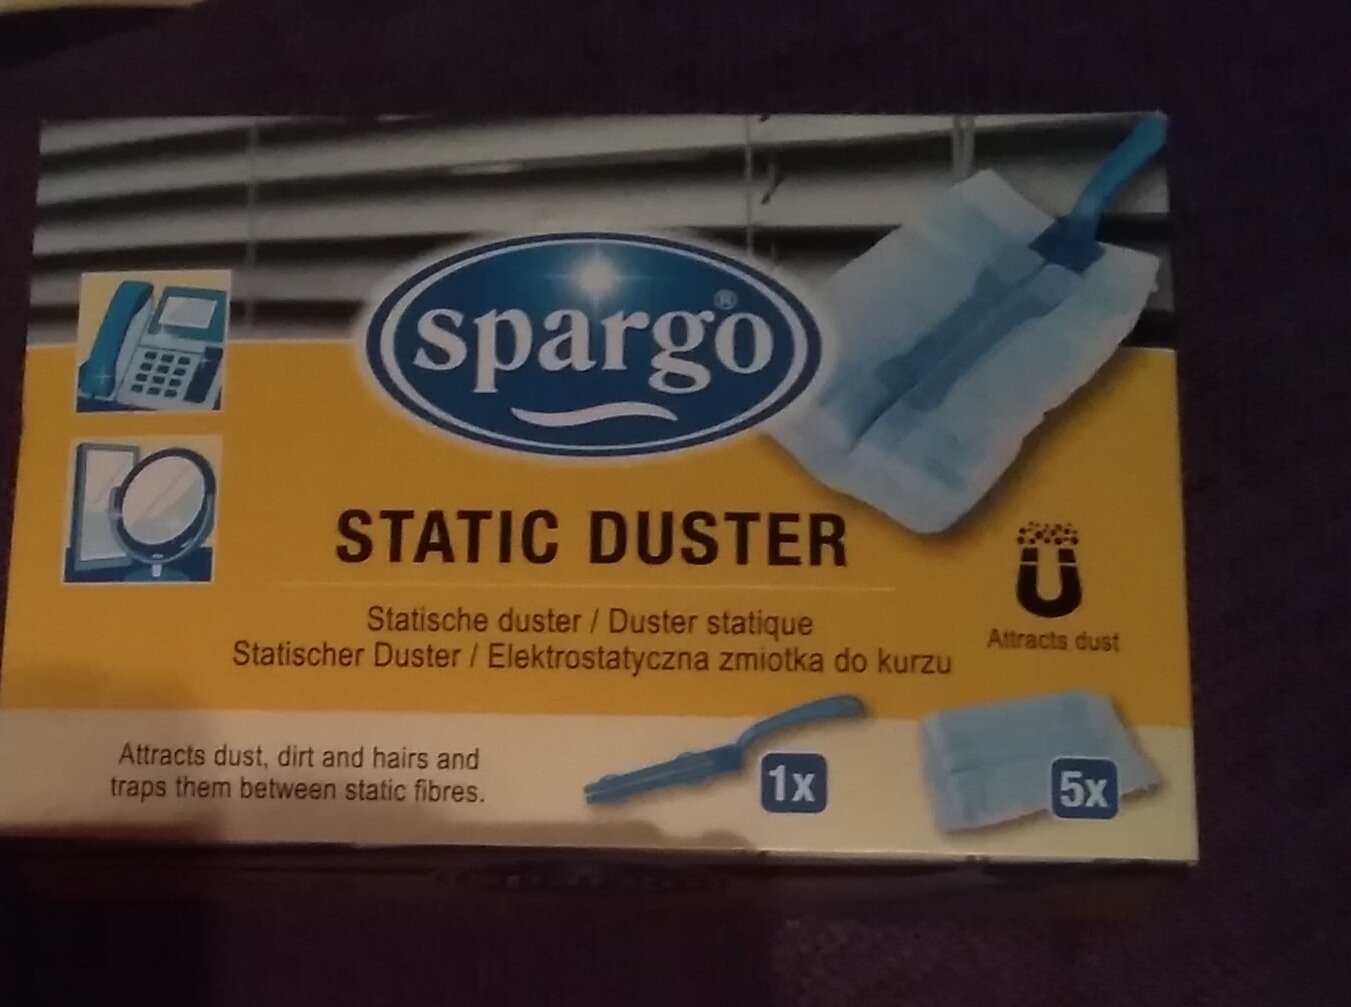 spargo®
STATIC DUSTER
Statische duster / Duster statique
Statischer Duster / Elektrostatyczna zmiotka do kurzu
Attracts dust
Attracts dust, dirt and hairs and
traps them between static fibres.
1x
5x